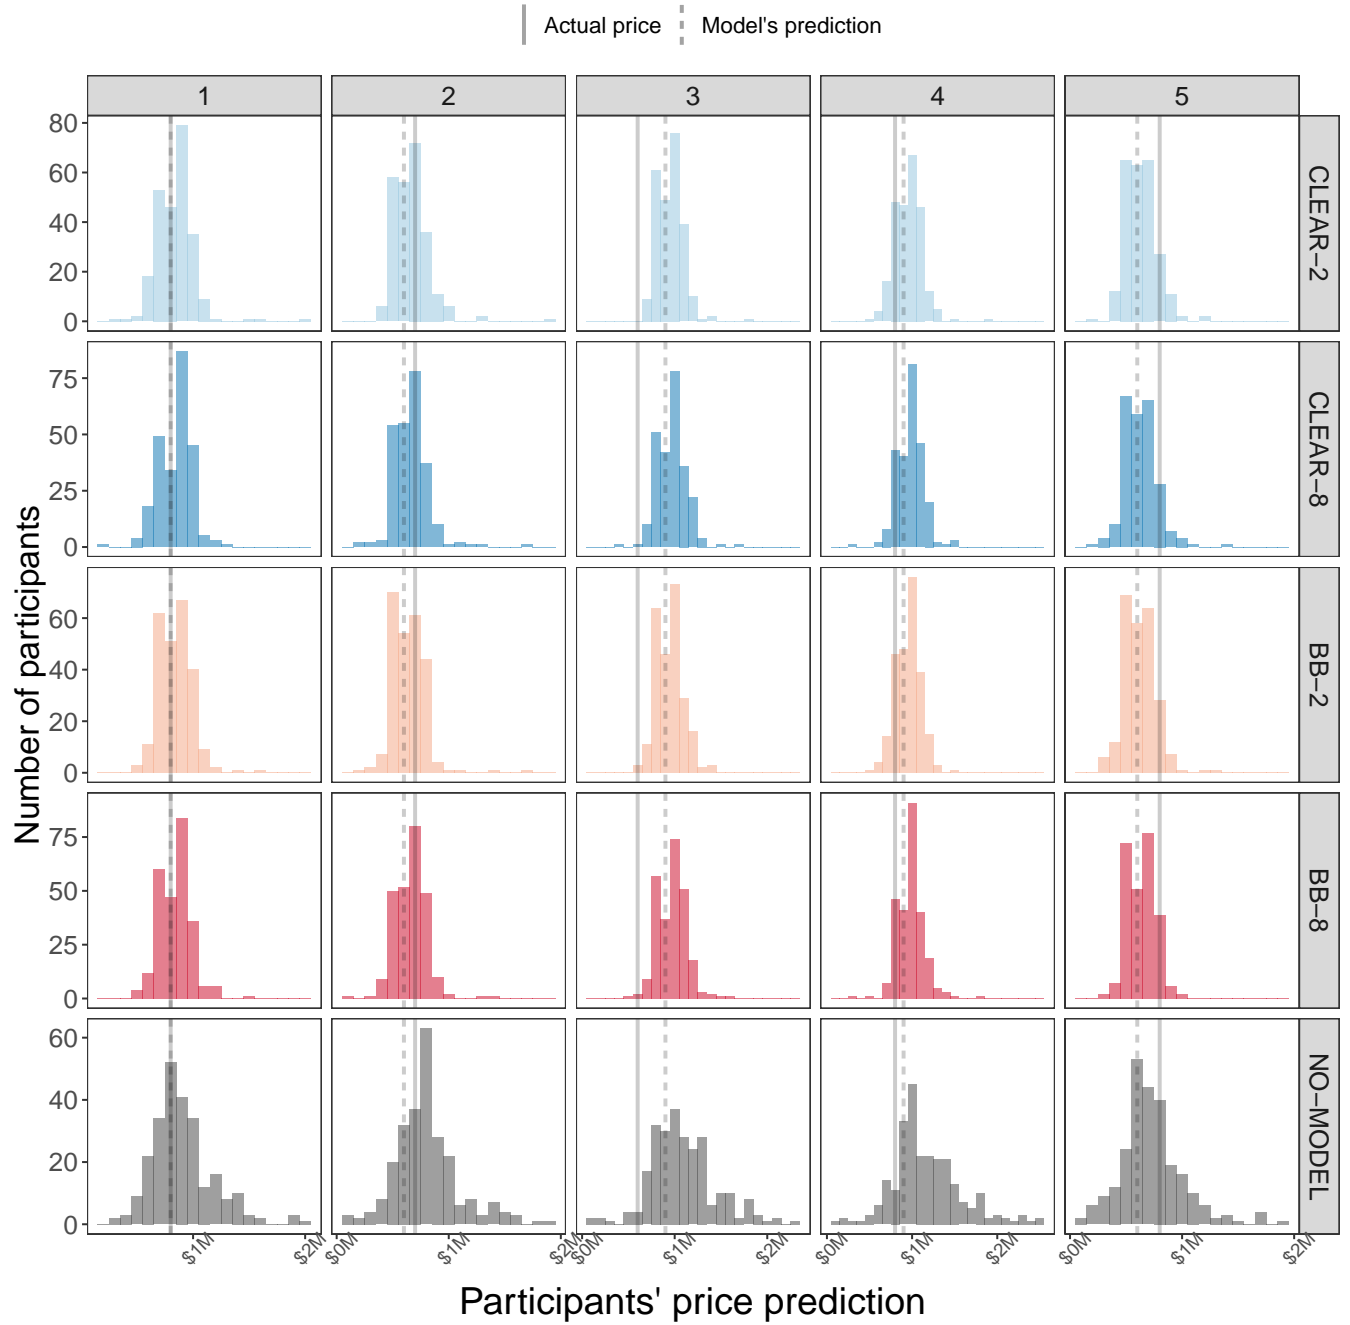 Actual price Model's prediction
1 2 3 4 5
80
60
40
20
0
CLEAR−2
75
50
25
0
CLEAR−8
60
40
20
0
BB−2
75
50
25
0
BB−8
60
40
20
0
NO−MODEL
Number of participants
$1M $2M $0M $1M $2M $0M $1M $2M $0M $1M $2M $0M $1M $2M
Participants' price prediction